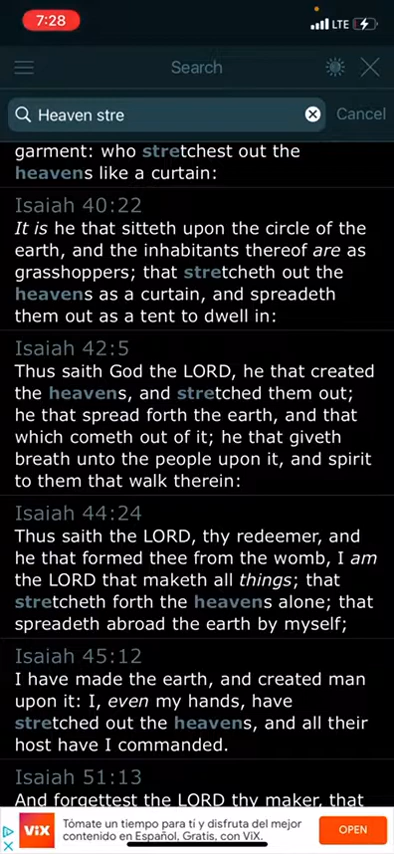 7:28
LTE
Search
Heaven stre
Cancel
garment: who stretchest out the
heavens like a curtain:
Isaiah 40:22
It is he that sitteth upon the circle of the
earth, and the inhabitants thereof are as
grasshoppers; that stretcheth out the
heavens as a curtain, and spreadeth
them out as a tent to dwell in:
Isaiah 42:5
Thus saith God the LORD, he that created
the heavens, and stretched them out;
he that spread forth the earth, and that
which cometh out of it; he that giveth
breath unto the people upon it, and spirit
to them that walk therein:
Isaiah 44:24
Thus saith the LORD, thy redeemer, and
he that formed thee from the womb, I am
the LORD that maketh all things; that
stretcheth forth the heavens alone; that
spreadeth abroad the earth by myself;
Isaiah 45:12
I have made the earth, and created man
upon it: I, even my hands, have
stretched out the heavens, and all their
host have I commanded.
Isaiah 51:13
And forgettest the LORD thy maker, that
ViX
Tómate un tiempo para ti y disfruta del mejor
contenido en Español, Gratis, con ViX.
OPEN